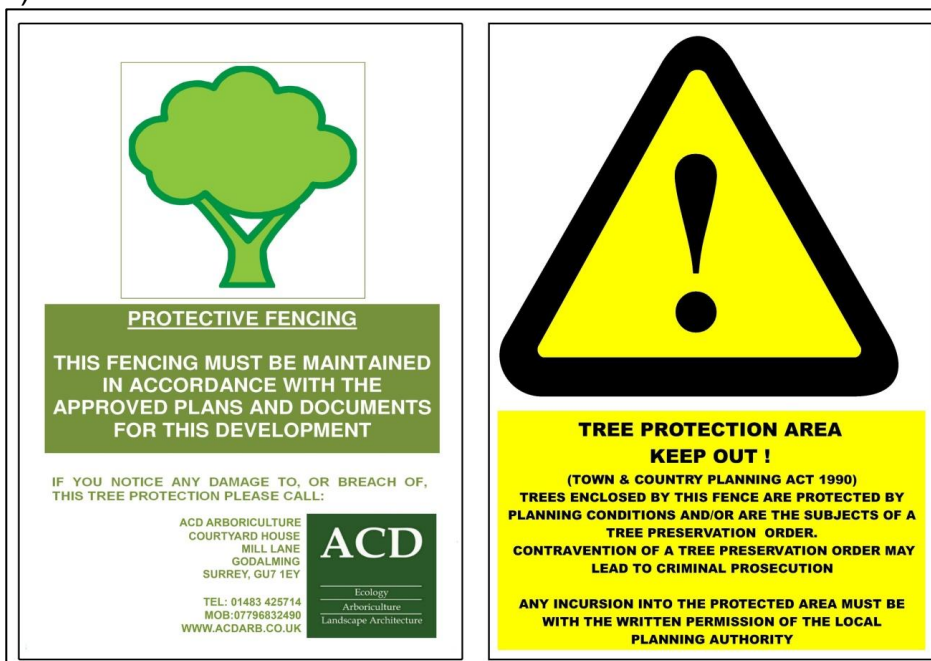 PROTECTIVE FENCING
THIS FENCING MUST BE MAINTAINED
IN ACCORDANCE WITH THE
APPROVED PLANS AND DOCUMENTS
FOR THIS DEVELOPMENT
IF YOU NOTICE ANY DAMAGE TO, OR BREACH OF,
THIS TREE PROTECTION PLEASE CALL:
ACD ARBORICULTURE
COURTYARD HOUSE
MILL LANE
GODALMING
SURREY, GU7 1EY
TEL: 01483 425714
MOB:07796832490
WWW.ACDARB.CO.UK
ACD
Ecology
Arboriculture
Landscape Architecture
!
TREE PROTECTION AREA
KEEP OUT !
(TOWN & COUNTRY PLANNING ACT 1990)
TREES ENCLOSED BY THIS FENCE ARE PROTECTED BY
PLANNING CONDITIONS AND/OR ARE THE SUBJECTS OF A
TREE PRESERVATION ORDER.
CONTRAVENTION OF A TREE PRESERVATION ORDER MAY
LEAD TO CRIMINAL PROSECUTION
ANY INCURSION INTO THE PROTECTED AREA MUST BE
WITH THE WRITTEN PERMISSION OF THE LOCAL
PLANNING AUTHORITY